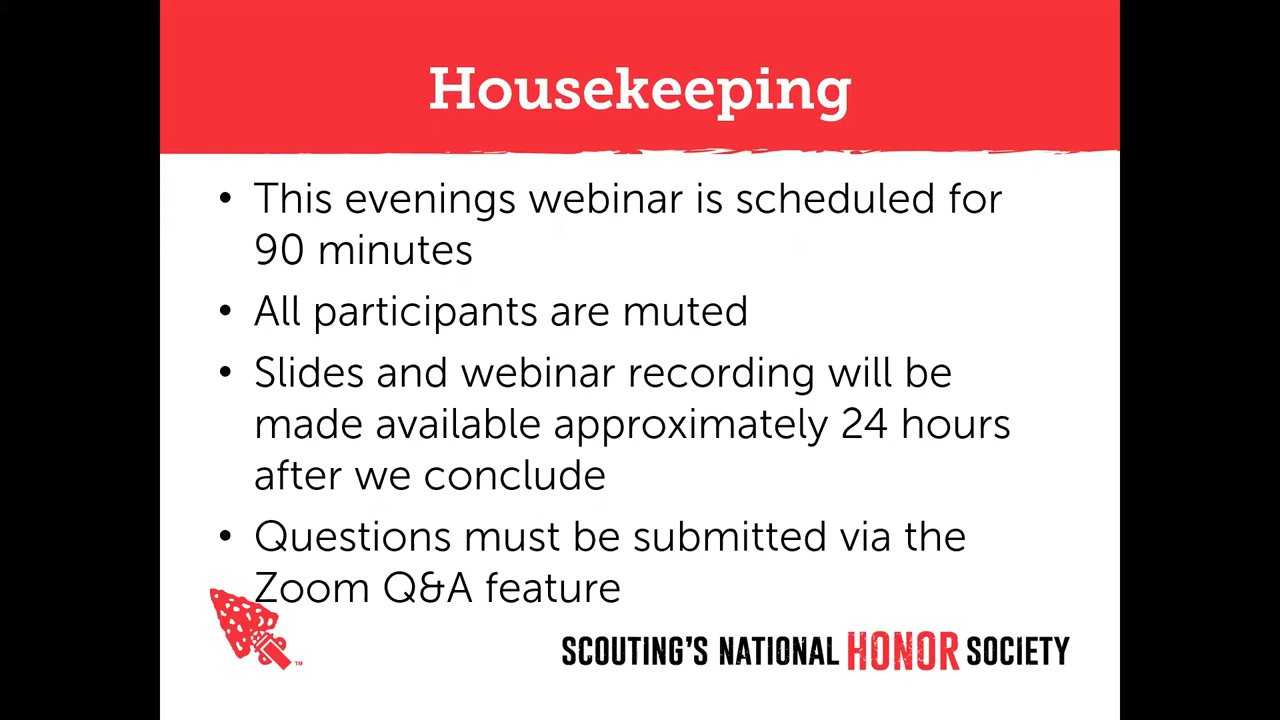 Housekeeping
• This evenings webinar is scheduled for
90 minutes
• All participants are muted
• Slides and webinar recording will be
made available approximately 24 hours
after we conclude
• Questions must be submitted via the
Zoom Q&A feature
™
SCOUTING'S NATIONAL HONOR SOCIETY